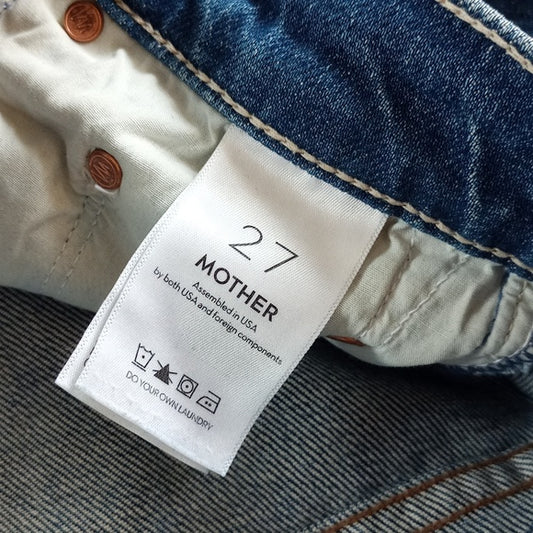 27
MOTHER
Assembled in USA
by both USA and foreign components
DO YOUR OWN LAUNDRY